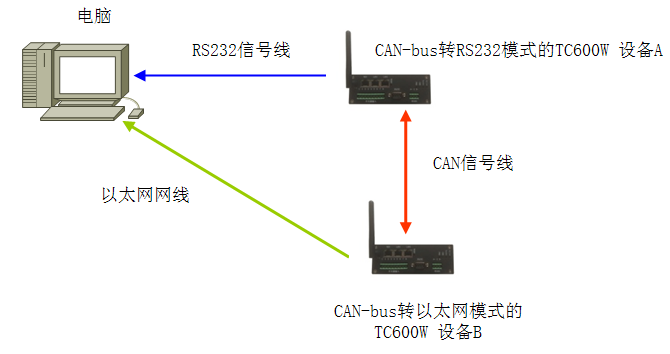 电脑
RS232信号线
CAN-bus转RS232模式的TC600W 设备A
CAN信号线
以太网网线
CAN-bus转以太网模式的
TC600W 设备B